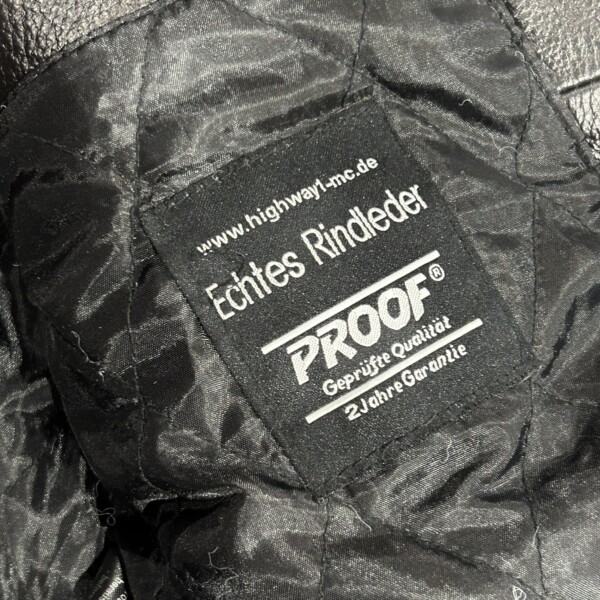 www.highway1-mc.de
Echtes Rindleder
PROOF®
Geprüfte Qualität
2 Jahre Garantie